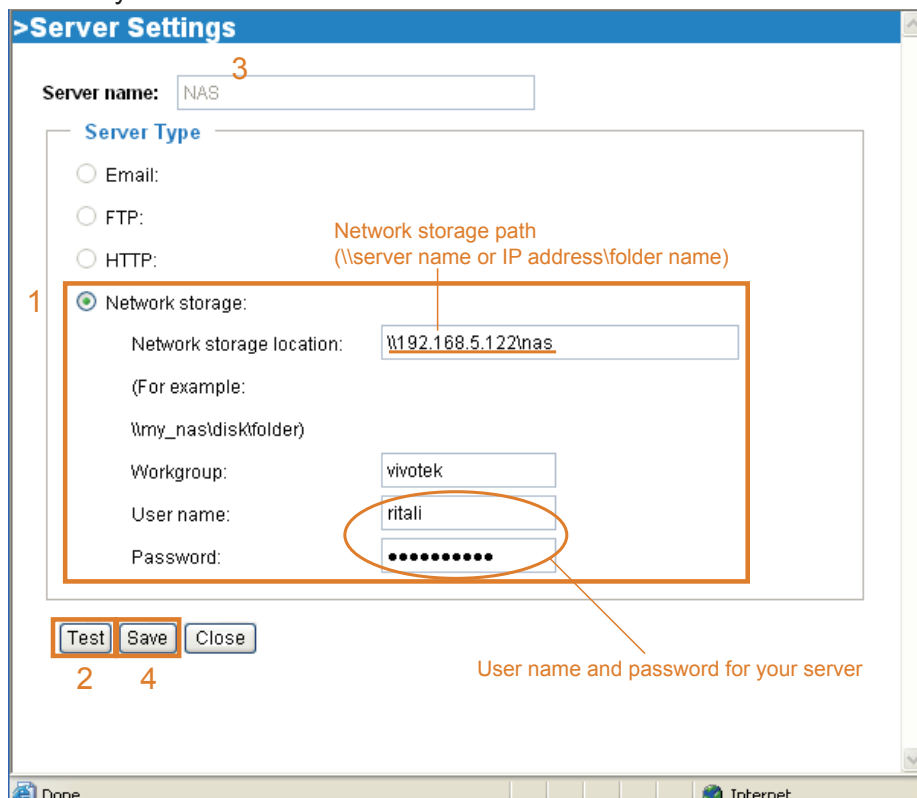 >Server Settings
3
Server name: NAS
Server Type
Email:
FTP:
Network storage path
(\\server name or IP address\folder name)
HTTP:
1
Network storage:
Network storage location: \\192.168.5.122\nas
(For example:
\\my_nas\disk\folder)
Workgroup: vivotek
User name: ritali
Password: ●●●●●●●●●●
Test Save Close
2 4
User name and password for your server
Done Internet